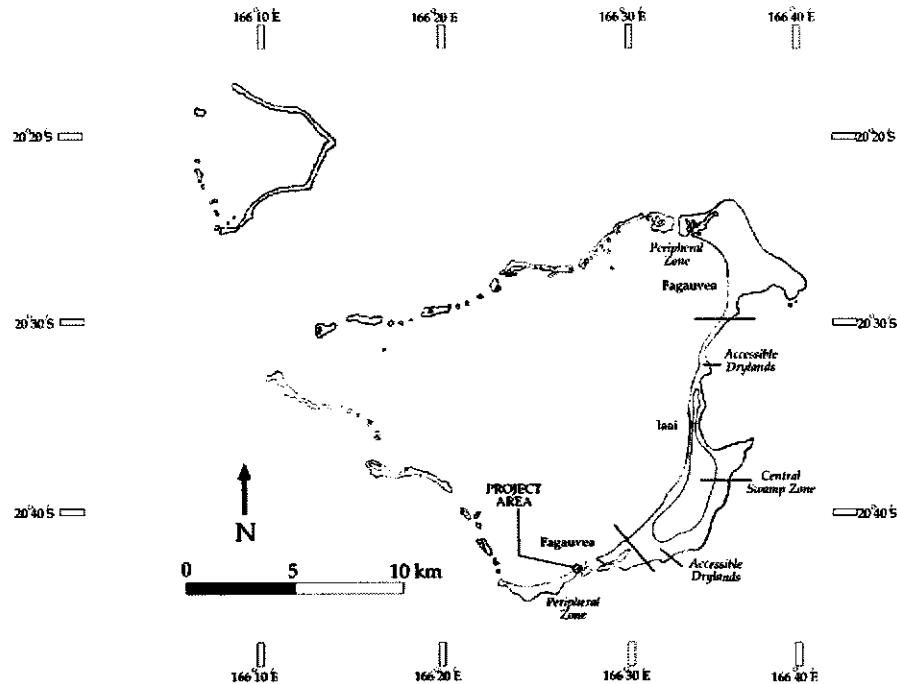 166°10'E
166°20'E
166°30'E
166°40'E
20°20'S
20°20'S
Peripheral
Zone
Fagauvea
20°30'S
20°30'S
Accessible
Drylands
Iaai
PROJECT
AREA
Central
Swamp Zone
20°40'S
20°40'S
N
Fagauvea
0
5
10 km
Accessible
Drylands
Peripheral
Zone
166°10'E
166°20'E
166°30'E
166°40'E